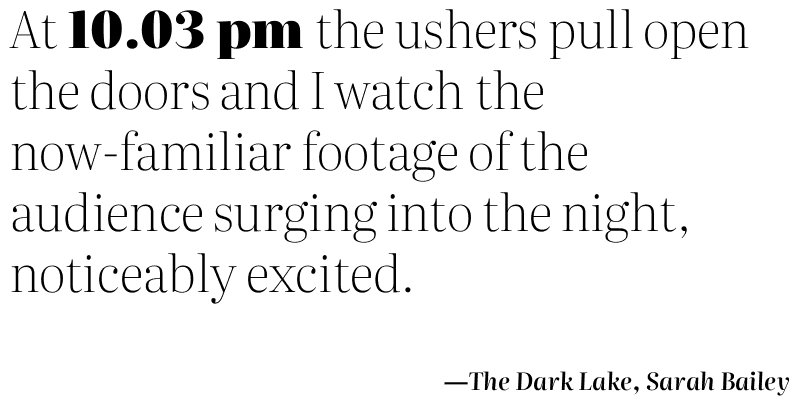 At 10.03 pm the ushers pull open
the doors and I watch the
now-familiar footage of the
audience surging into the night,
noticeably excited.
—The Dark Lake, Sarah Bailey